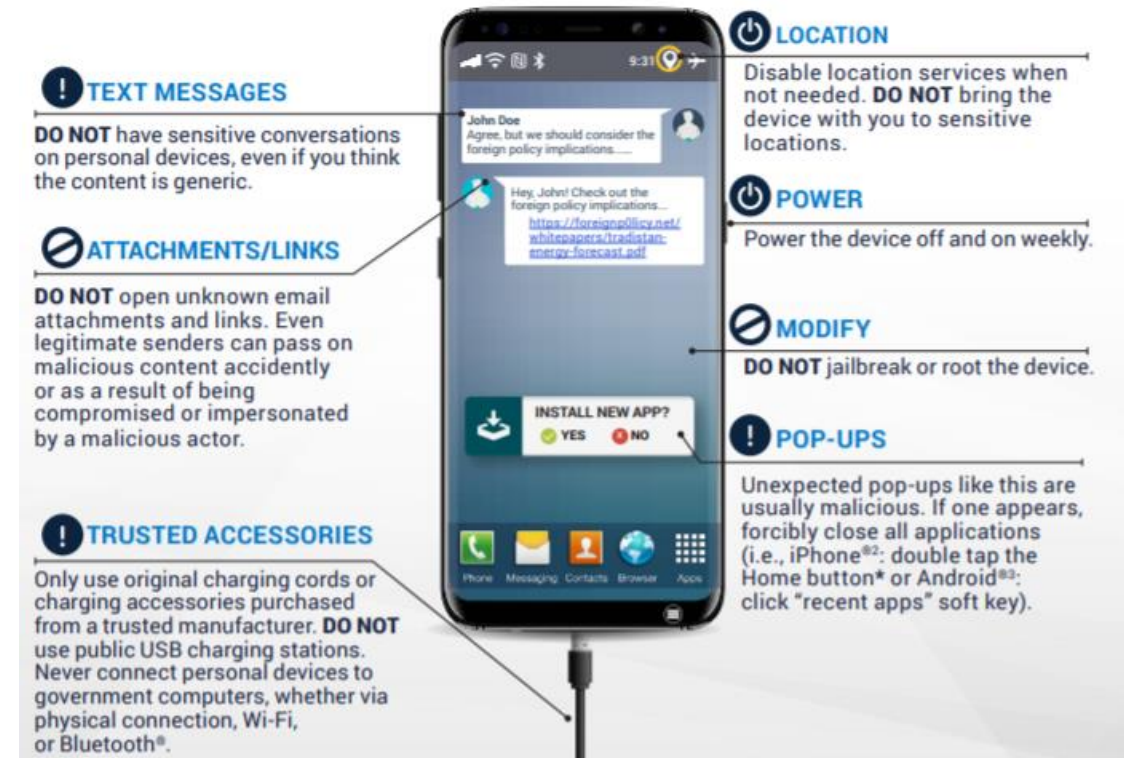 TEXT MESSAGES
DO NOT have sensitive conversations
on personal devices, even if you think
the content is generic.
ATTACHMENTS/LINKS
DO NOT open unknown email
attachments and links. Even
legitimate senders can pass on
malicious content accidently
or as a result of being
compromised or impersonated
by a malicious actor.
TRUSTED ACCESSORIES
Only use original charging cords or
charging accessories purchased
from a trusted manufacturer. DO NOT
use public USB charging stations.
Never connect personal devices to
government computers, whether via
physical connection, Wi-Fi,
or Bluetooth®.
9:31
John Doe
Agree, but we should consider the
foreign policy implications......
Hey, John! Check out the
foreign policy implications...
https://foreignp0licy.net/
whitepapers/tradistan-
energy-forecast.pdf
INSTALL NEW APP?
YES NO
Phone Messaging Contacts Browser Apps
LOCATION
Disable location services when
not needed. DO NOT bring the
device with you to sensitive
locations.
POWER
Power the device off and on weekly.
MODIFY
DO NOT jailbreak or root the device.
POP-UPS
Unexpected pop-ups like this are
usually malicious. If one appears,
forcibly close all applications
(i.e., iPhone®2: double tap the
Home button* or Android®3:
click “recent apps” soft key).